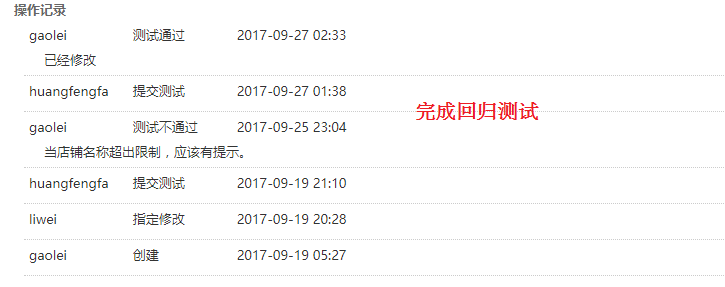 操作记录
gaolei 测试通过 2017-09-27 02:33
已经修改
huangfengfa 提交测试 2017-09-27 01:38
完成回归测试
gaolei 测试不通过 2017-09-25 23:04
当店铺名称超出限制，应该有提示。
huangfengfa 提交测试 2017-09-19 21:10
liwei 指定修改 2017-09-19 20:28
gaolei 创建 2017-09-19 05:27